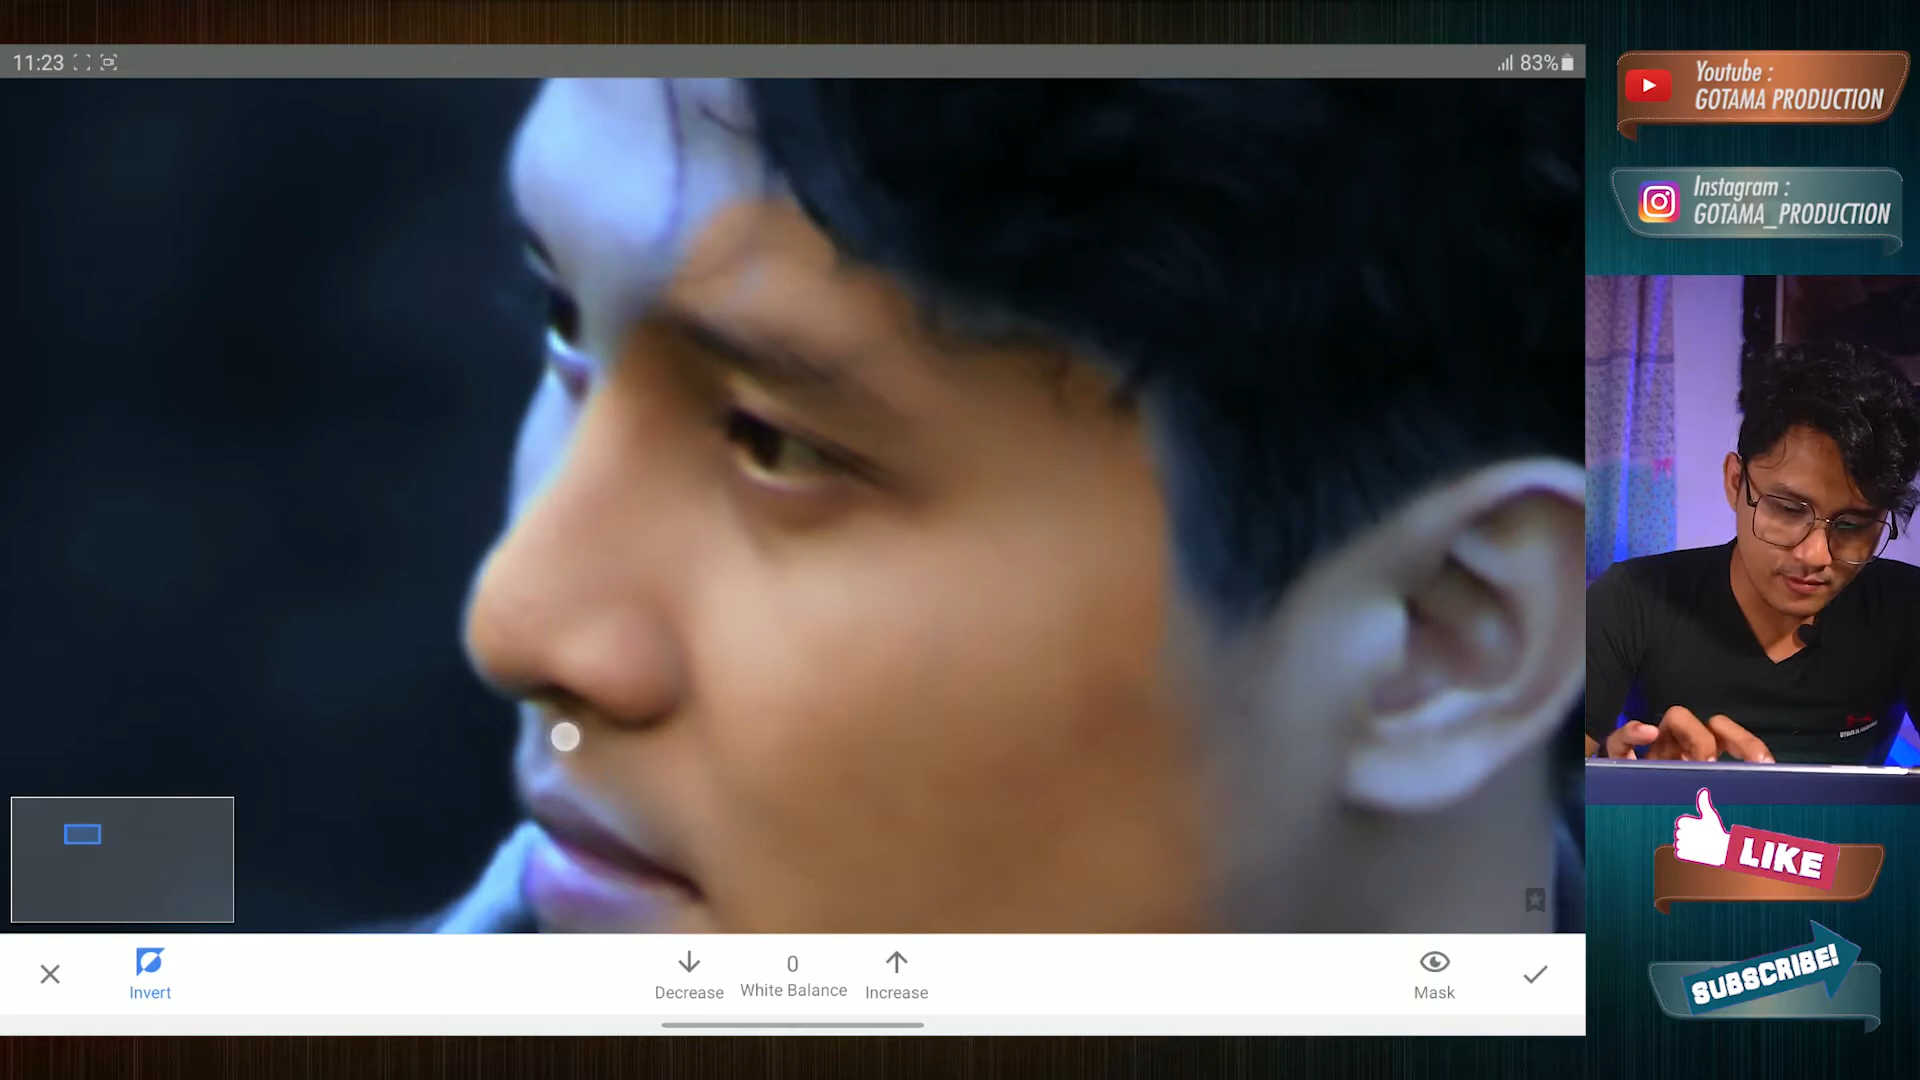 11:23
83%
Youtube :
GOTAMA PRODUCTION
Instagram :
GOTAMA_PRODUCTION
LIKE
SUBSCRIBE!
Invert
Decrease
0
White Balance
Increase
Mask